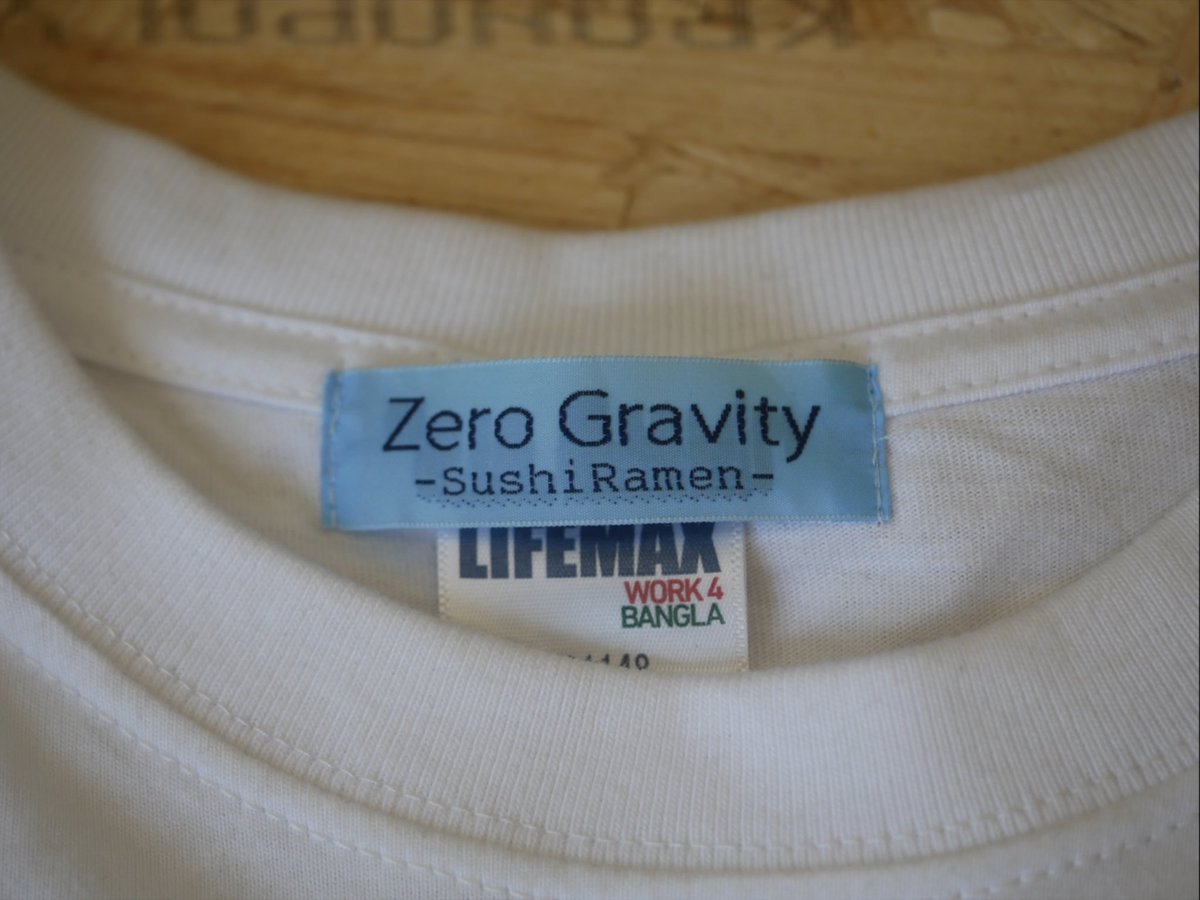 Zero Gravity
-SushiRamen-
LIFEMAX
WORK 4
BANGLA